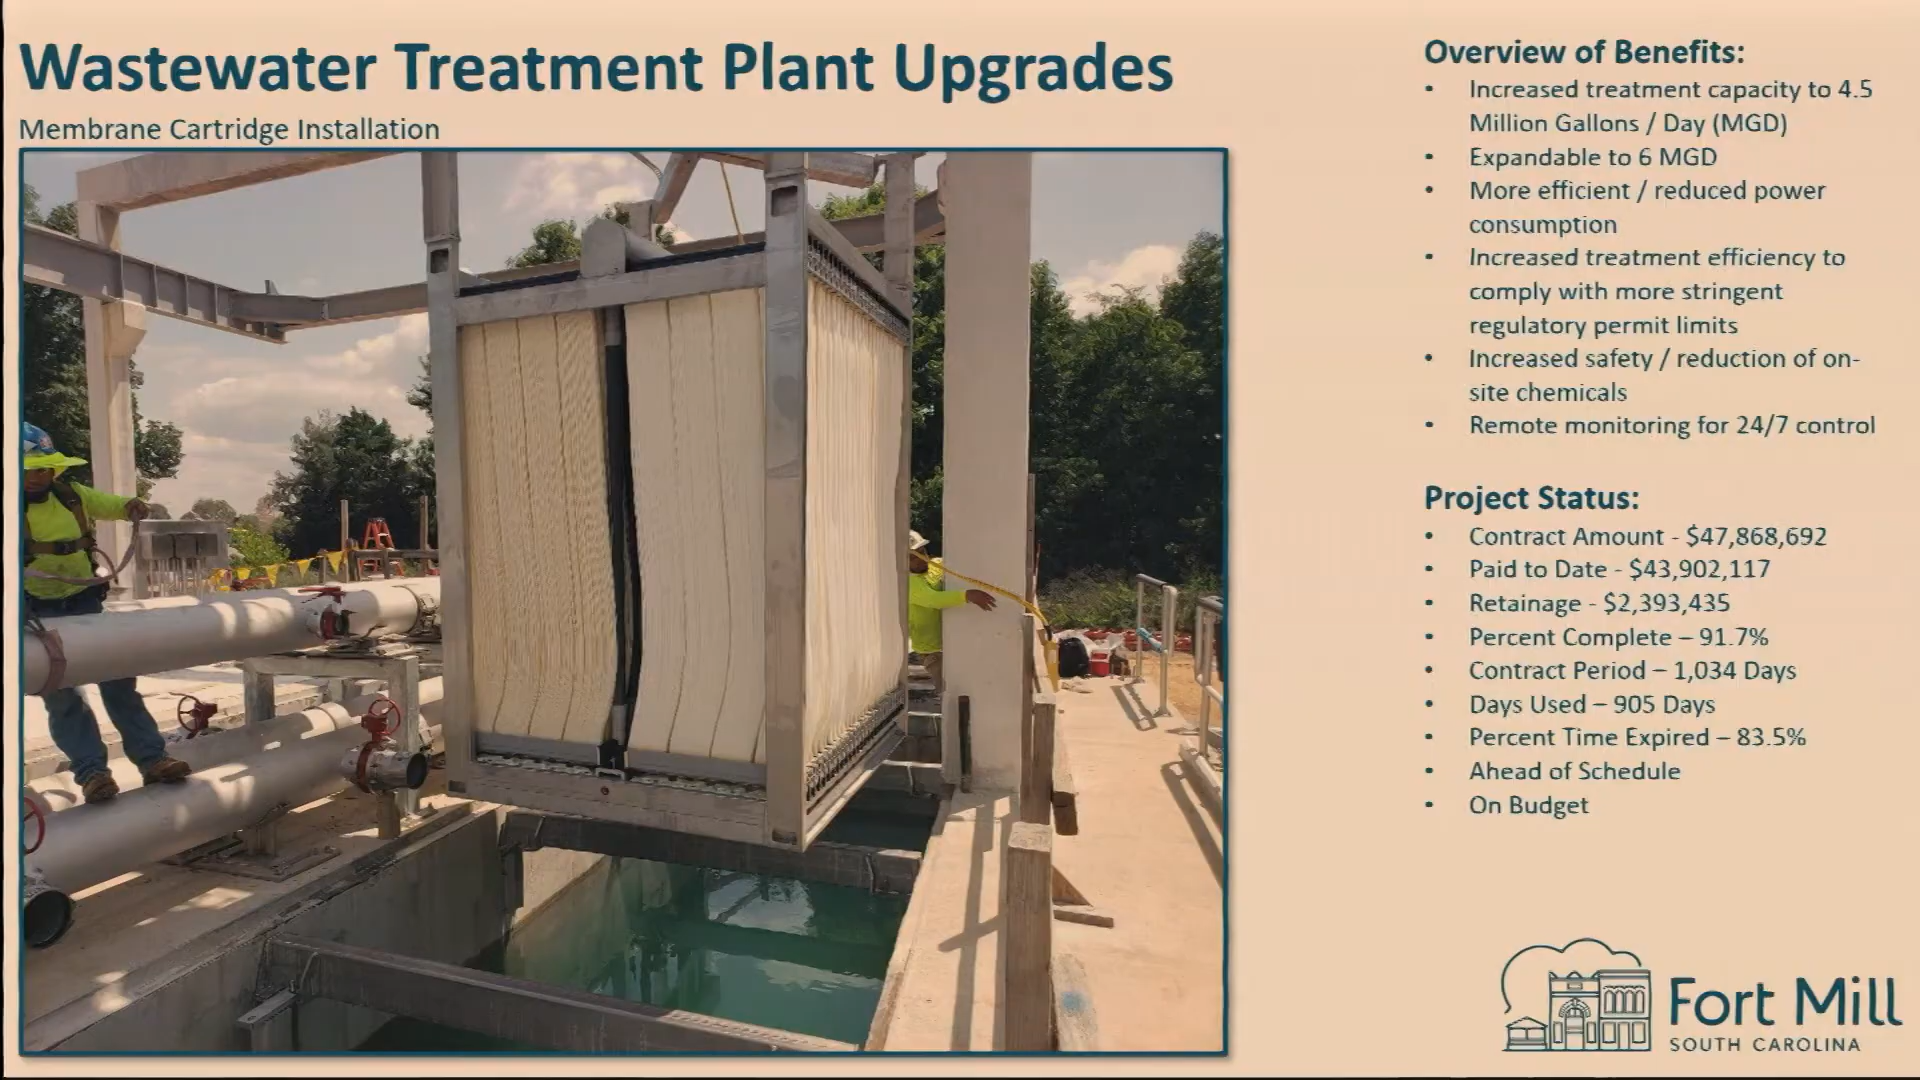 Wastewater Treatment Plant Upgrades
Membrane Cartridge Installation
Overview of Benefits:
• Increased treatment capacity to 4.5
Million Gallons / Day (MGD)
• Expandable to 6 MGD
• More efficient / reduced power
consumption
• Increased treatment efficiency to
comply with more stringent
regulatory permit limits
• Increased safety / reduction of on-
site chemicals
• Remote monitoring for 24/7 control
Project Status:
• Contract Amount - $47,868,692
• Paid to Date - $43,902,117
• Retainage - $2,393,435
• Percent Complete – 91.7%
• Contract Period – 1,034 Days
• Days Used – 905 Days
• Percent Time Expired – 83.5%
• Ahead of Schedule
• On Budget
Fort Mill
SOUTH CAROLINA